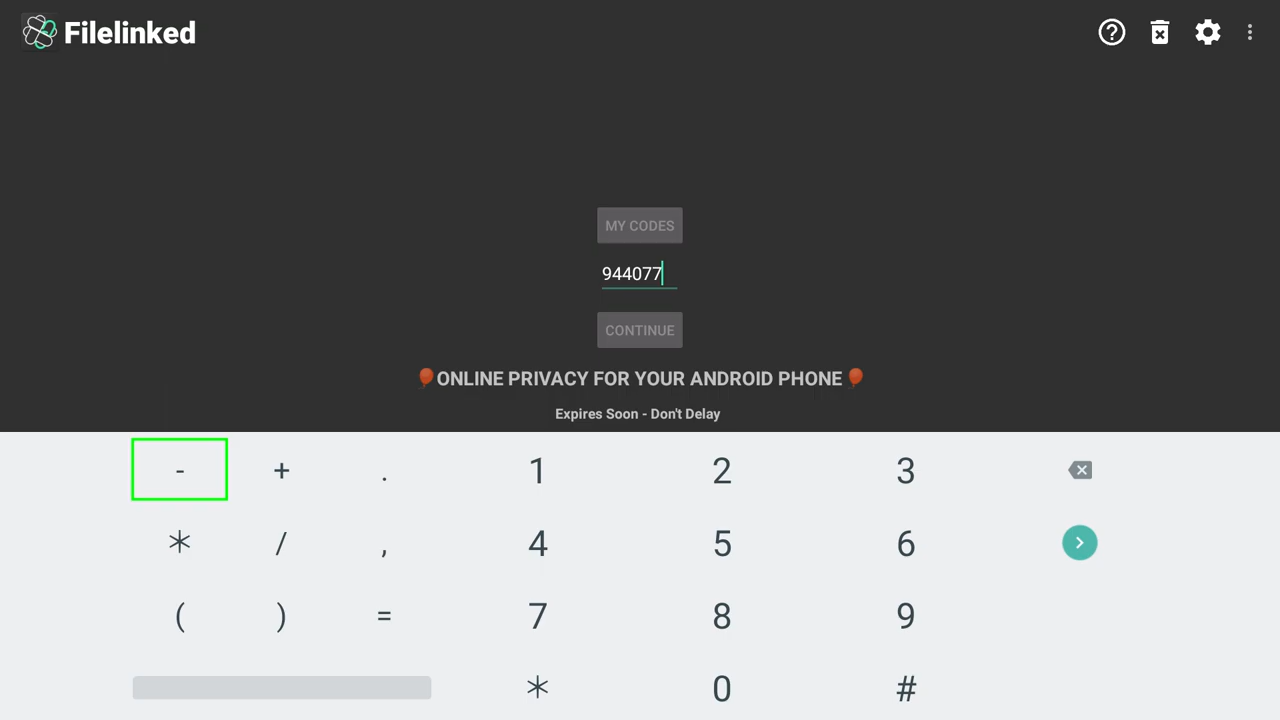 Filelinked
MY CODES
944077
CONTINUE
🎈ONLINE PRIVACY FOR YOUR ANDROID PHONE🎈
Expires Soon - Don't Delay
- + . 1 2 3
* / , 4 5 6
( ) = 7 8 9
* 0 #